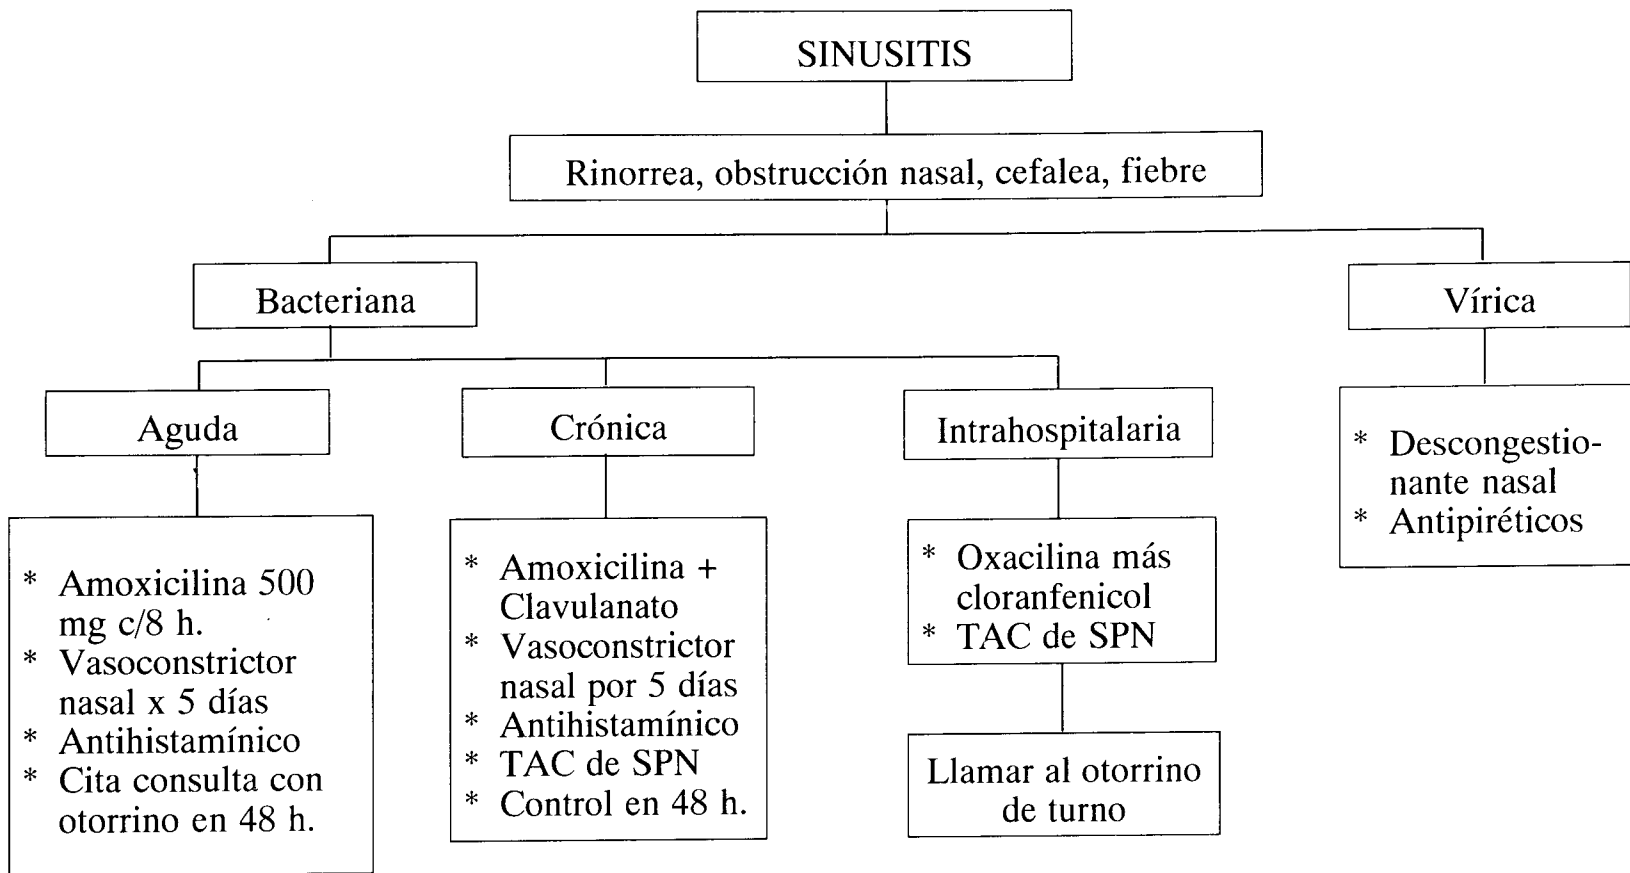 SINUSITIS
Rinorrea, obstrucción nasal, cefalea, fiebre
Bacteriana
Vírica
Aguda
Crónica
Intrahospitalaria
* Descongestio-
nante nasal
* Antipiréticos
* Amoxicilina 500
mg c/8 h.
* Vasoconstrictor
nasal x 5 días
* Antihistamínico
* Cita consulta con
otorrino en 48 h.
* Amoxicilina +
Clavulanato
* Vasoconstrictor
nasal por 5 días
* Antihistamínico
* TAC de SPN
* Control en 48 h.
* Oxacilina más
cloranfenicol
* TAC de SPN
Llamar al otorrino
de turno